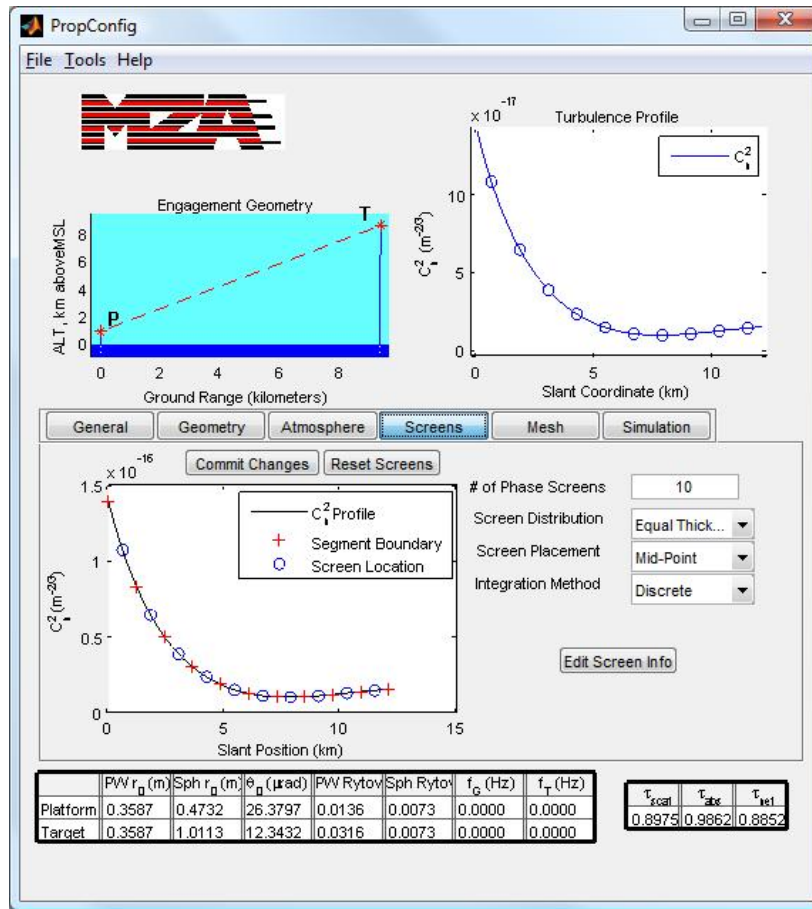 PropConfig
File Tools Help
MZA
x 10^-17
Turbulence Profile
C_n^2
10
5
0
C_n^2 (m^-2/3)
0 5 10
Slant Coordinate (km)
Engagement Geometry
T
P
8
6
4
2
0
ALT, km aboveMSL
0 2 4 6 8
Ground Range (kilometers)
General Geometry Atmosphere Screens Mesh Simulation
x 10^-16
Commit Changes Reset Screens
1.5
1
0.5
0
C_n^2 (m^-2/3)
C_n^2 Profile
Segment Boundary
Screen Location
0 5 10 15
Slant Position (km)
# of Phase Screens 10
Screen Distribution Equal Thick...
Screen Placement Mid-Point
Integration Method Discrete
Edit Screen Info
PW r_0 (m) Sph r_0 (m) θ_0 (μrad) PW Rytov Sph Rytov f_G (Hz) f_T (Hz)
Platform 0.3587 0.4732 26.3797 0.0136 0.0073 0.0000 0.0000
Target 0.3587 1.0113 12.3432 0.0316 0.0073 0.0000 0.0000
τ_scat τ_abs τ_net
0.8975 0.9862 0.8852